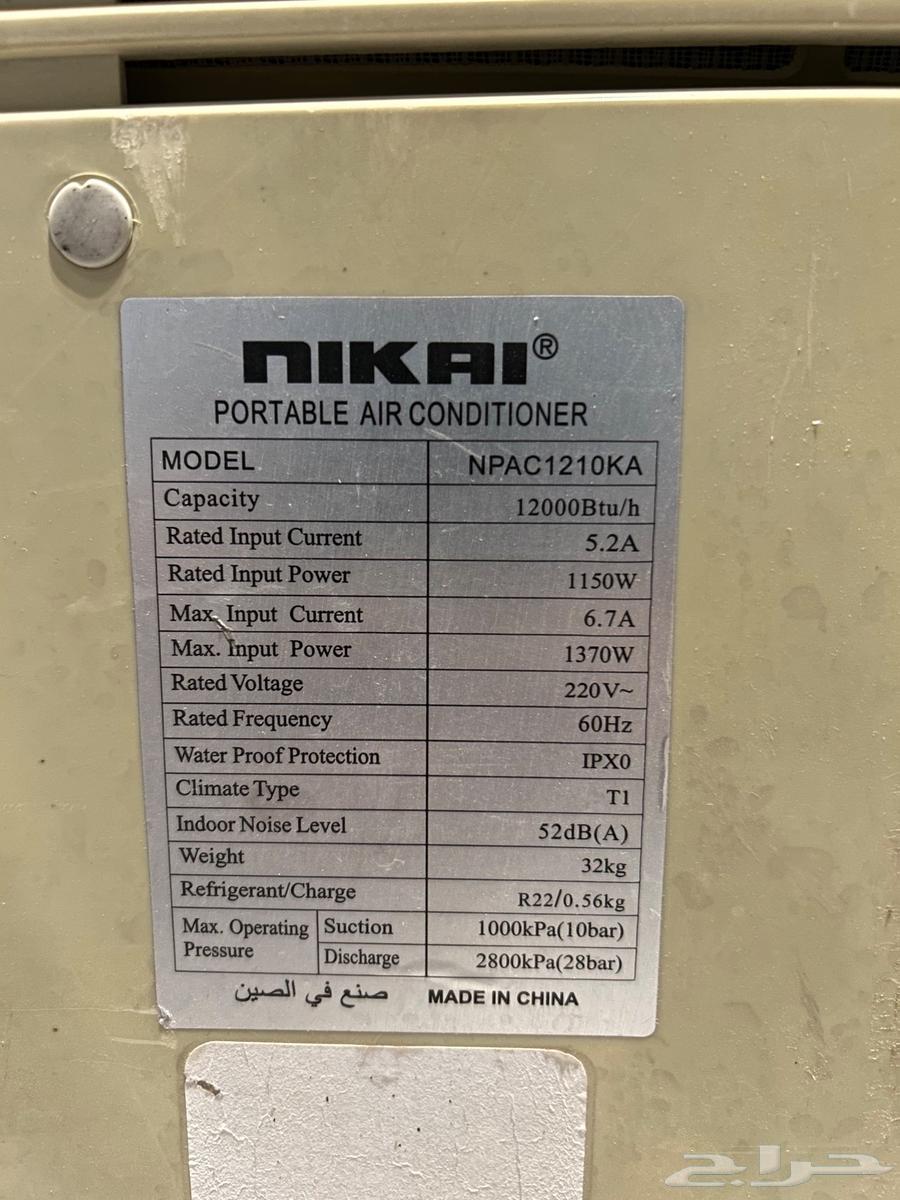 NIKAI®
PORTABLE AIR CONDITIONER
MODEL NPAC1210KA
Capacity 12000Btu/h
Rated Input Current 5.2A
Rated Input Power 1150W
Max. Input Current 6.7A
Max. Input Power 1370W
Rated Voltage 220V~
Rated Frequency 60Hz
Water Proof Protection IPX0
Climate Type T1
Indoor Noise Level 52dB(A)
Weight 32kg
Refrigerant/Charge R22/0.56kg
Max. Operating Pressure Suction 1000kPa(10bar)
Discharge 2800kPa(28bar)
صنع في الصين MADE IN CHINA
حراج